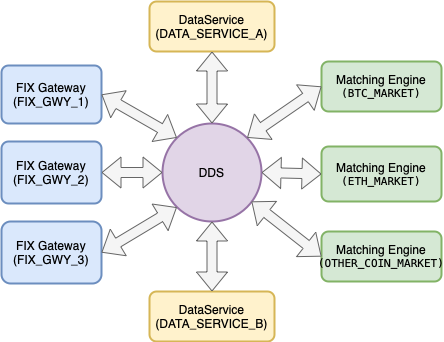 DataService
(DATA_SERVICE_A)
FIX Gateway
(FIX_GWY_1)
Matching Engine
(BTC_MARKET)
FIX Gateway
(FIX_GWY_2)
DDS
Matching Engine
(ETH_MARKET)
FIX Gateway
(FIX_GWY_3)
Matching Engine
(OTHER_COIN_MARKET)
DataService
(DATA_SERVICE_B)